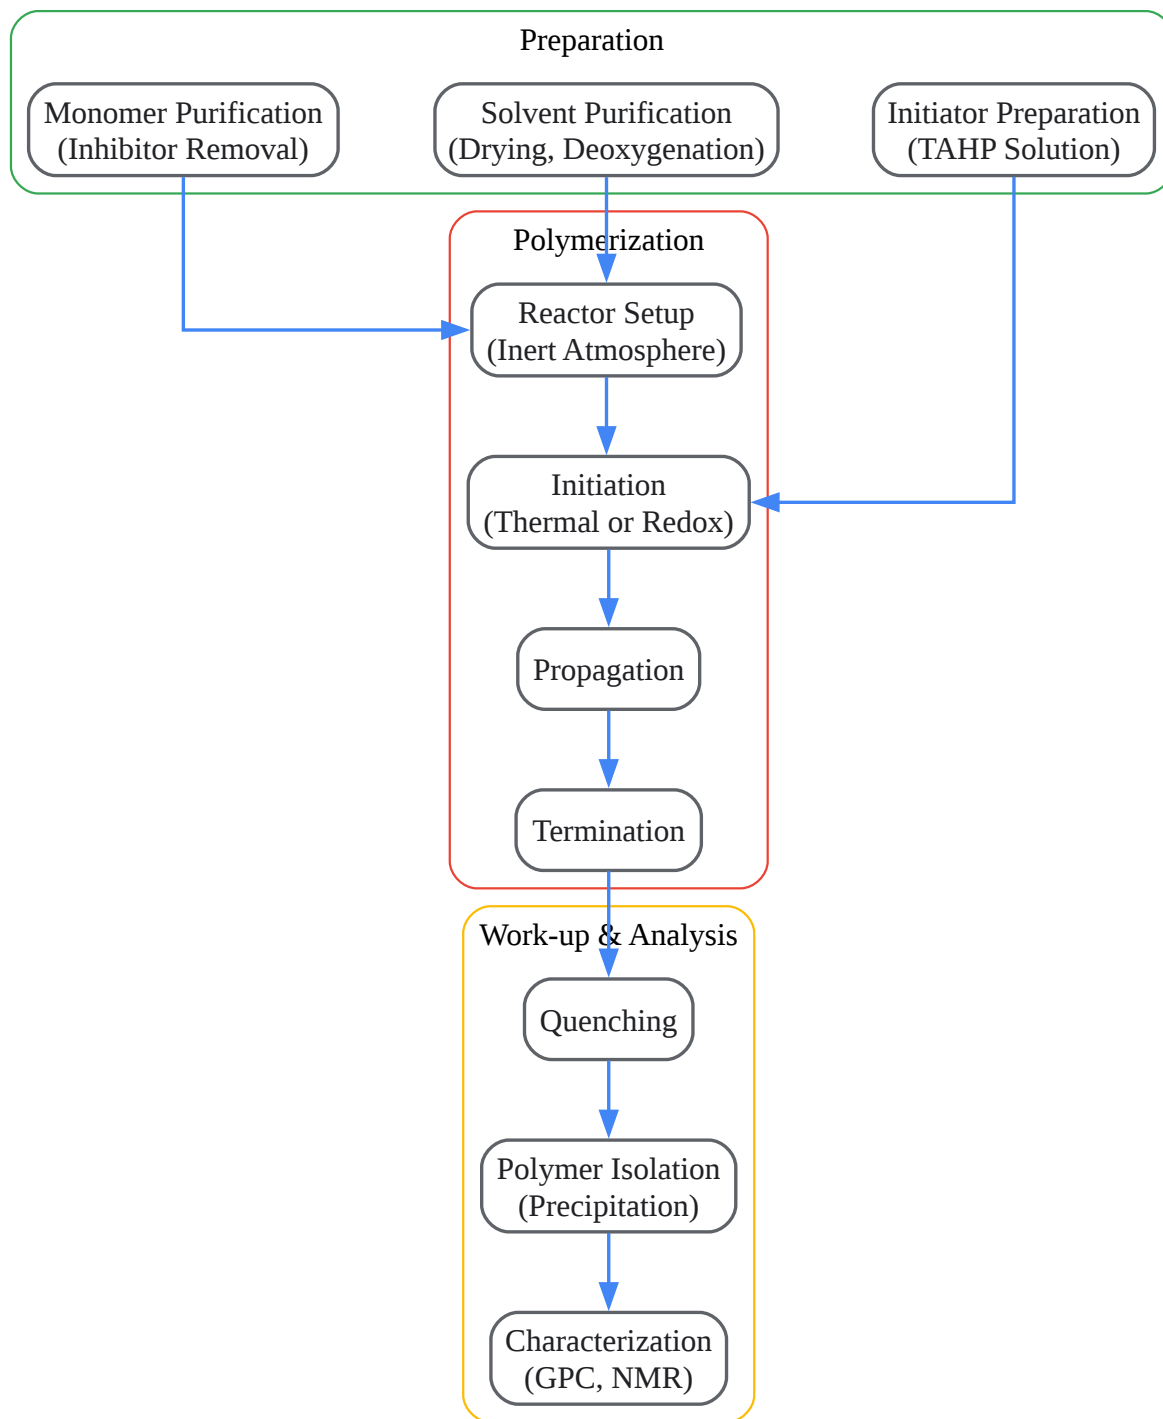 Preparation
Monomer Purification
(Inhibitor Removal)
Solvent Purification
(Drying, Deoxygenation)
Initiator Preparation
(TAHP Solution)
Polymerization
Reactor Setup
(Inert Atmosphere)
Initiation
(Thermal or Redox)
Propagation
Termination
Work-up & Analysis
Quenching
Polymer Isolation
(Precipitation)
Characterization
(GPC, NMR)